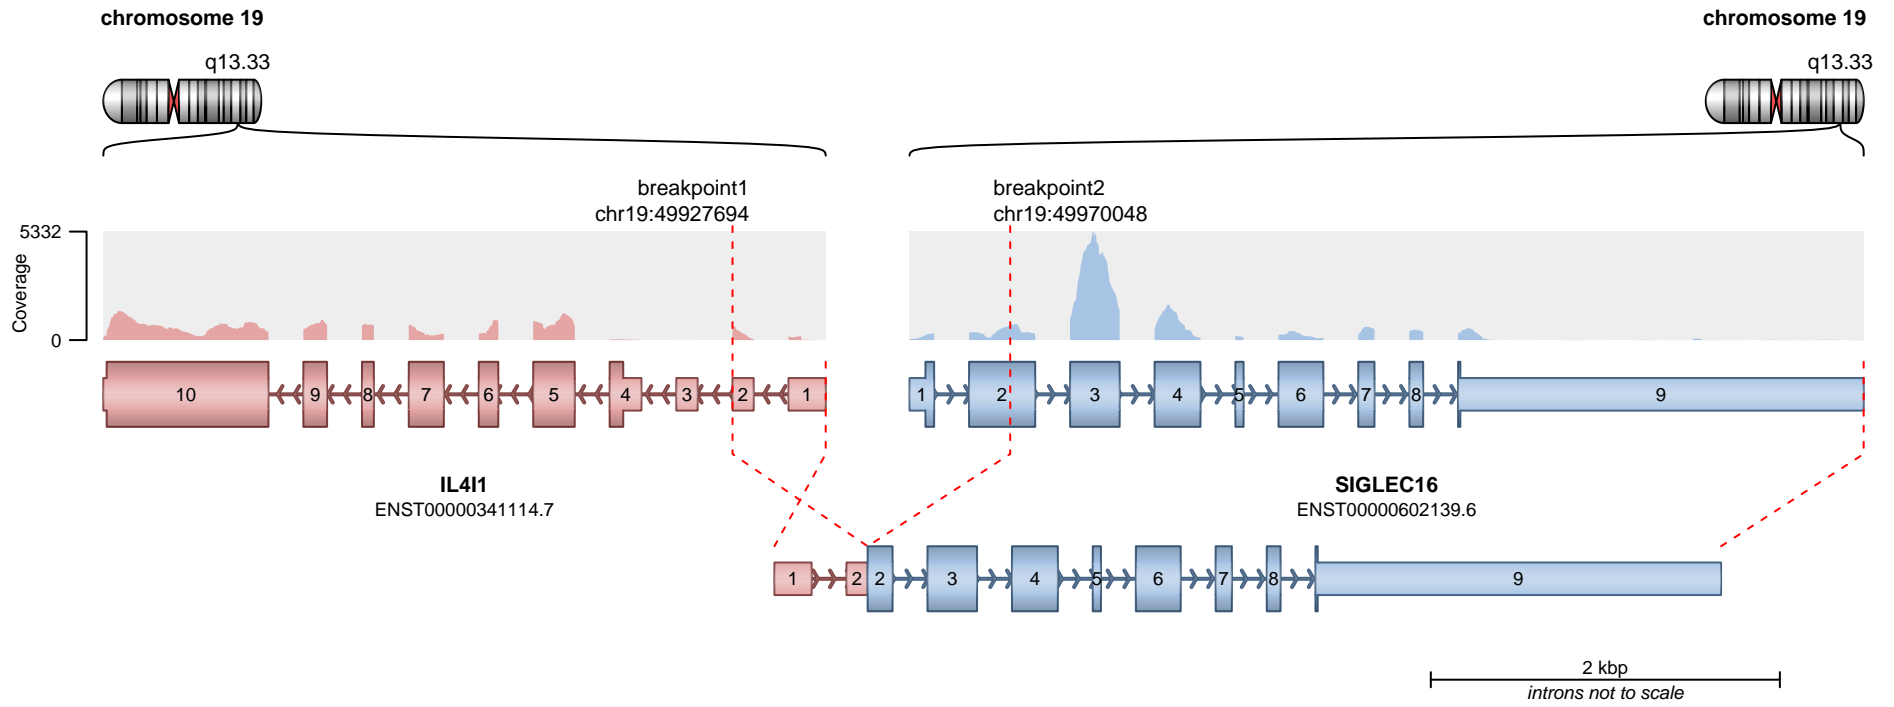 chromosome 19
chromosome 19
q13.33
q13.33
breakpoint1
chr19:49927694
breakpoint2
chr19:49970048
5332
Coverage
0
10 9 8 7 6 5 4 3 2 1
1 2 3 4 5 6 7 8 9
IL4I1
ENST00000341114.7
SIGLEC16
ENST00000602139.6
1 2 2 3 4 5 6 7 8 9
2 kbp
introns not to scale